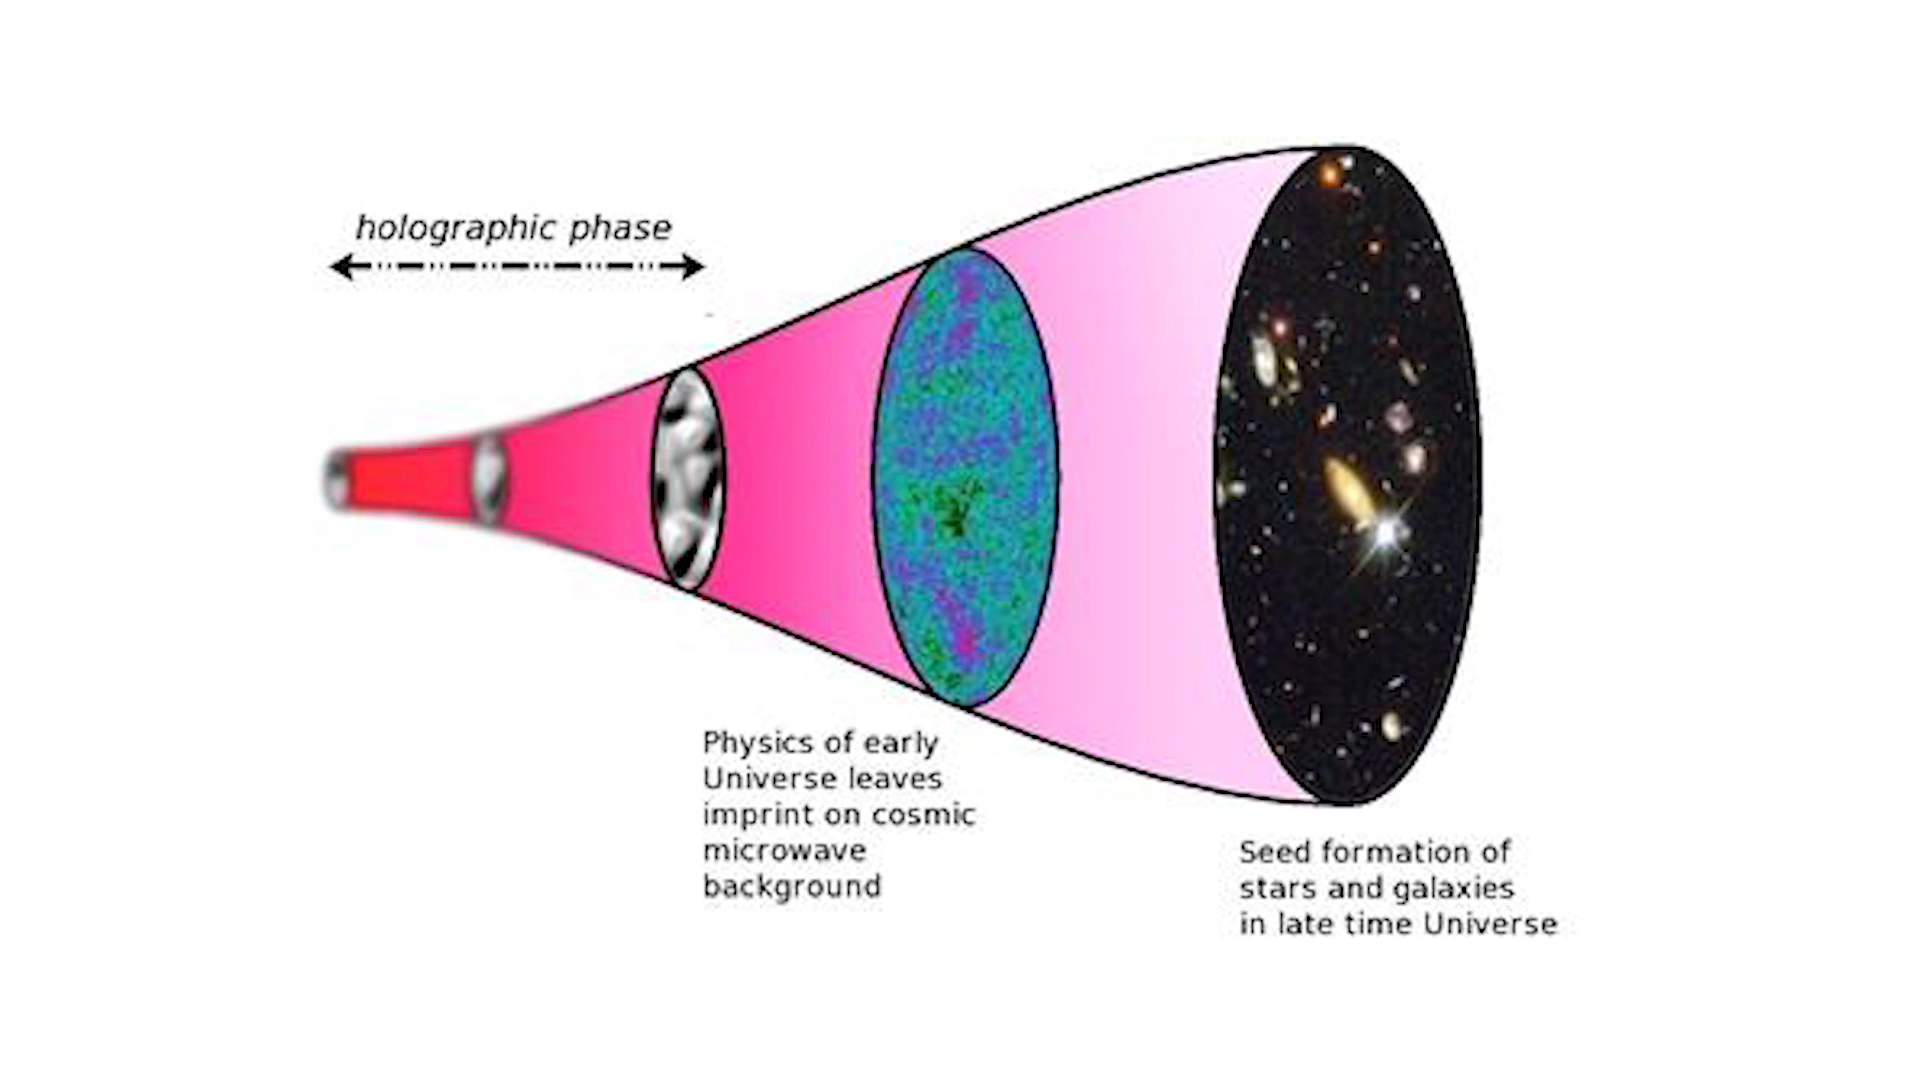 holographic phase
Physics of early
Universe leaves
imprint on cosmic
microwave
background
Seed formation of
stars and galaxies
in late time Universe